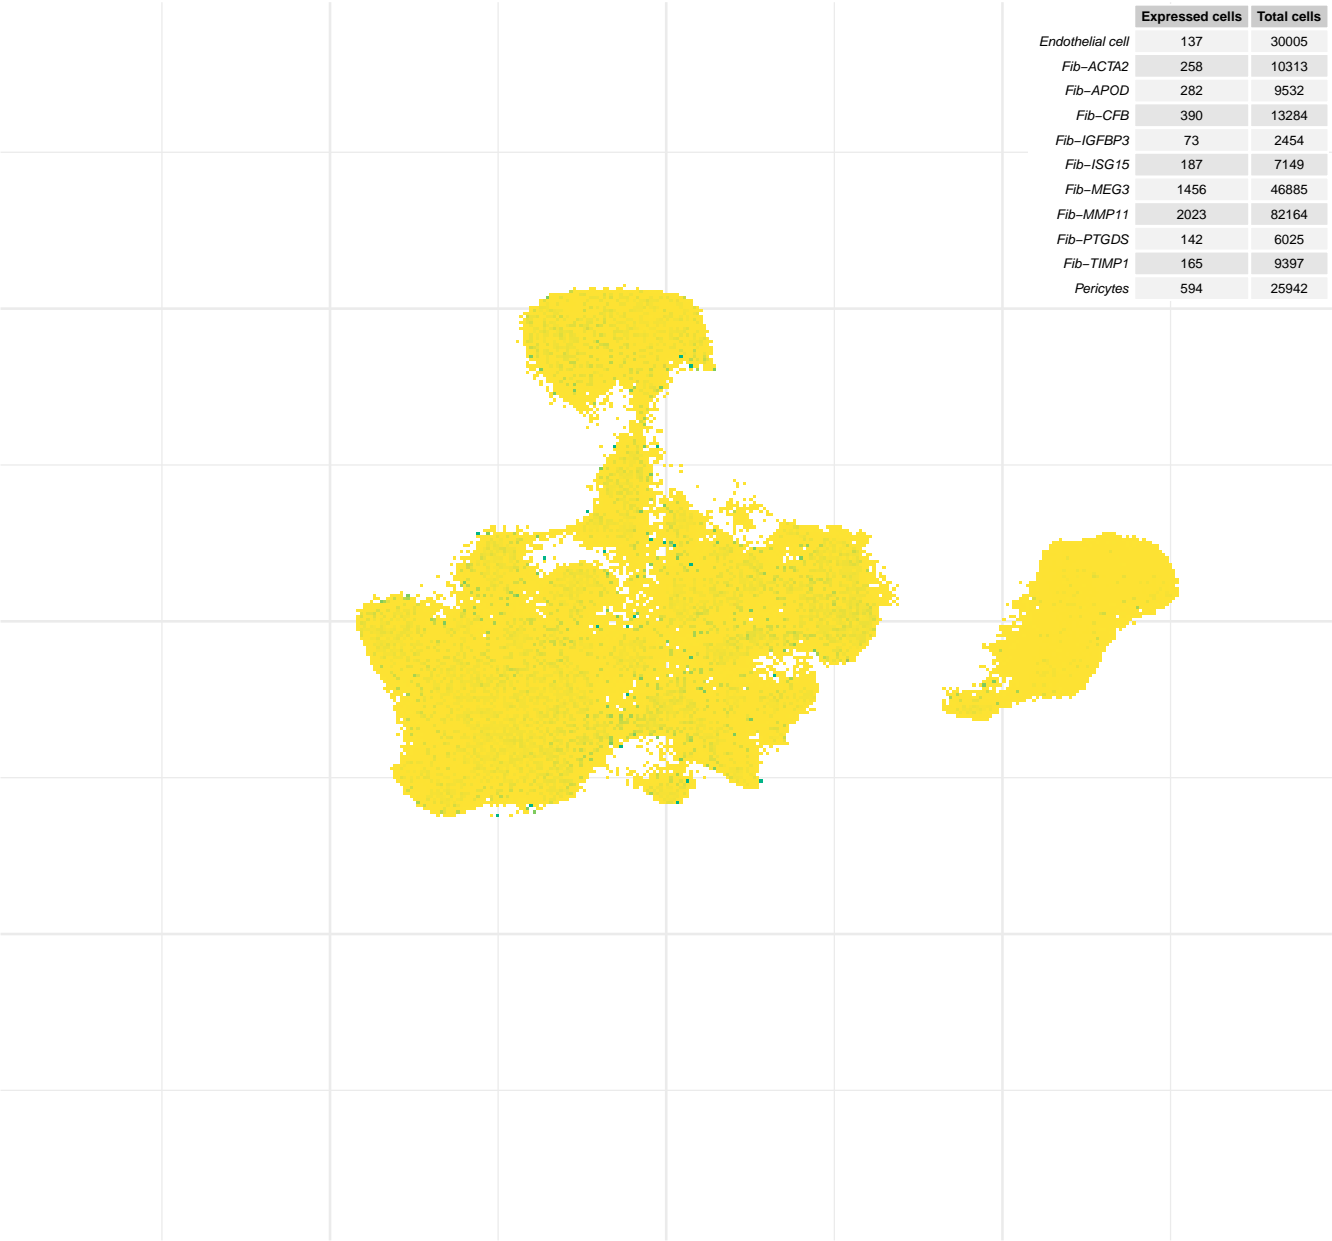 Expressed cells Total cells
Endothelial cell 137 30005
Fib−ACTA2 258 10313
Fib−APOD 282 9532
Fib−CFB 390 13284
Fib−IGFBP3 73 2454
Fib−ISG15 187 7149
Fib−MEG3 1456 46885
Fib−MMP11 2023 82164
Fib−PTGDS 142 6025
Fib−TIMP1 165 9397
Pericytes 594 25942